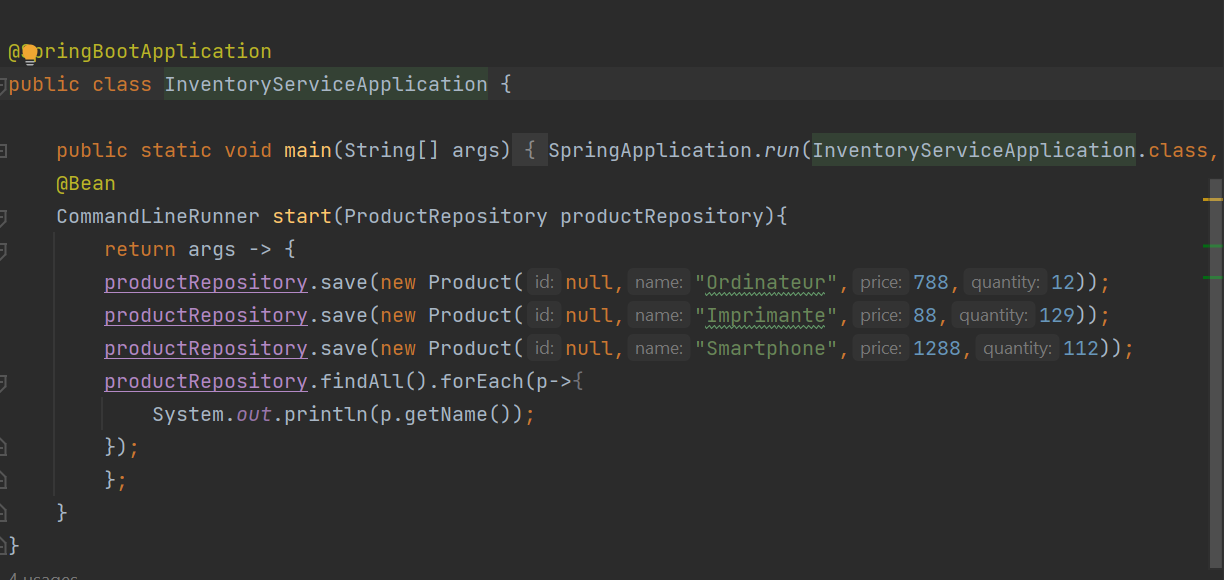 @SpringBootApplication
public class InventoryServiceApplication {
public static void main(String[] args) { SpringApplication.run(InventoryServiceApplication.class,
@Bean
CommandLineRunner start(ProductRepository productRepository){
return args -> {
productRepository.save(new Product( id: null, name: "Ordinateur", price: 788, quantity: 12));
productRepository.save(new Product( id: null, name: "Imprimante", price: 88, quantity: 129));
productRepository.save(new Product( id: null, name: "Smartphone", price: 1288, quantity: 112));
productRepository.findAll().forEach(p->{
System.out.println(p.getName());
});
};
}
}
4 usages